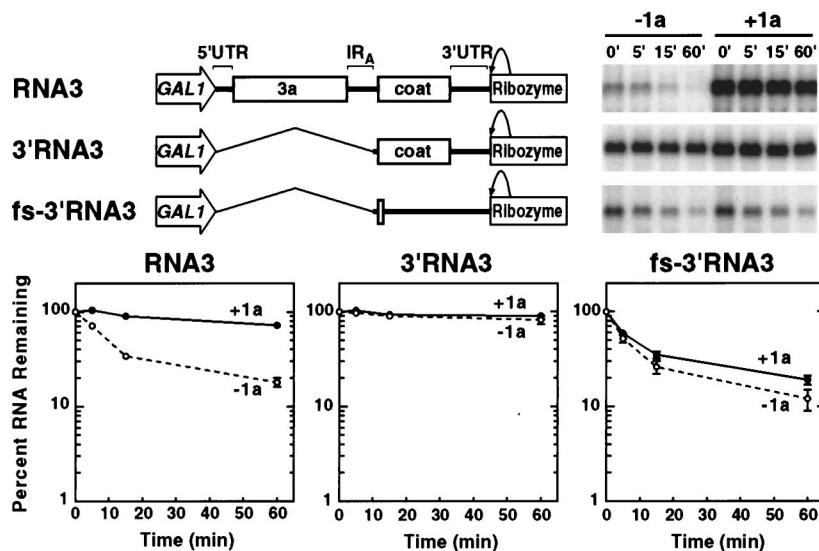 -1a +1a
5'UTR IRA 3'UTR 0' 5' 15' 60' 0' 5' 15' 60'
RNA3 GAL1 3a coat Ribozyme
3'RNA3 GAL1 coat Ribozyme
fs-3'RNA3 GAL1 Ribozyme
RNA3 3'RNA3 fs-3'RNA3
Percent RNA Remaining
100
10
1
+1a
-1a
0 10 20 30 40 50 60
Time (min)
100
10
1
+1a
-1a
0 10 20 30 40 50 60
Time (min)
100
10
1
+1a
-1a
0 10 20 30 40 50 60
Time (min)